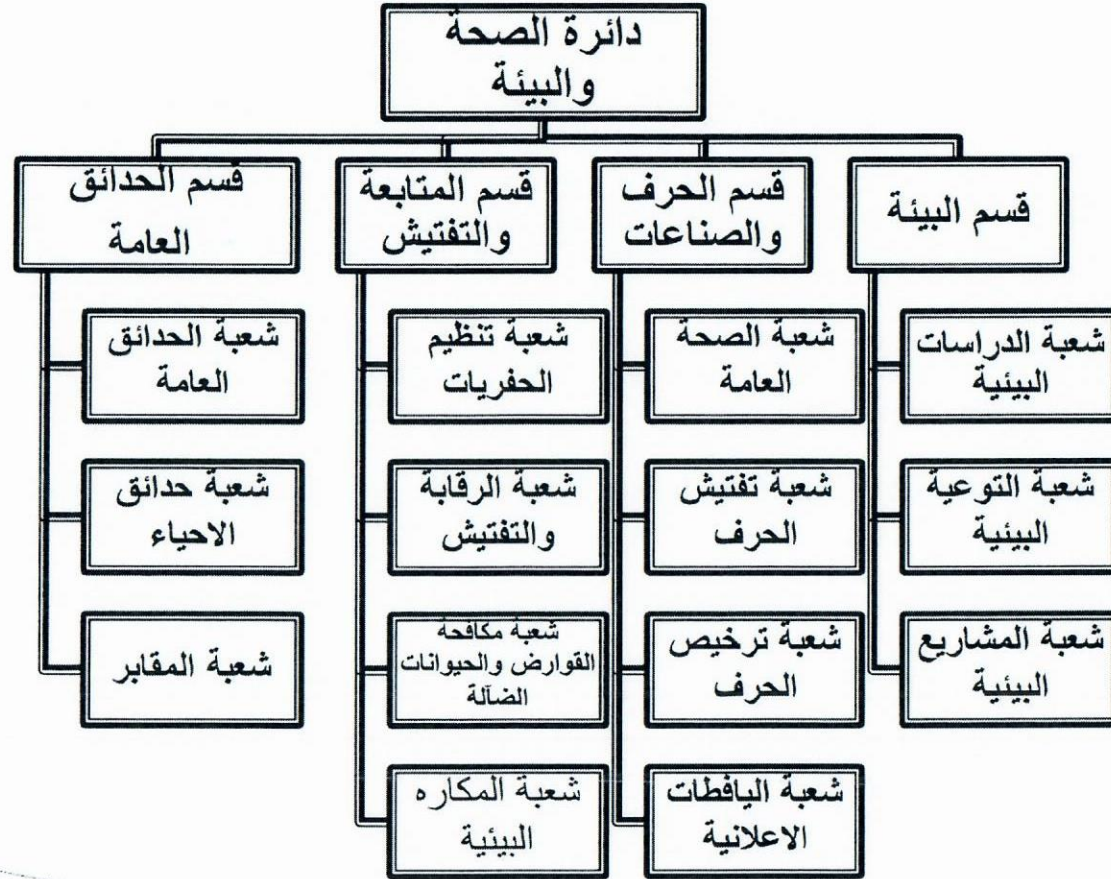 دائرة الصحة
والبيئة
قسم البيئة
قسم الحرف
والصناعات
قسم المتابعة
والتفتيش
قسم الحدائق
العامة
شعبة الدراسات
البيئية
شعبة الصحة
العامة
شعبة تنظيم
الحفريات
شعبة الحدائق
العامة
شعبة التوعية
البيئية
شعبة تفتيش
الحرف
شعبة الرقابة
والتفتيش
شعبة حدائق
الاحياء
شعبة المشاريع
البيئية
شعبة ترخيص
الحرف
شعبة مكافحة
القوارض والحيوانات
الضآلة
شعبة المقابر
شعبة اليافطات
الاعلانية
شعبة المكاره
البيئية